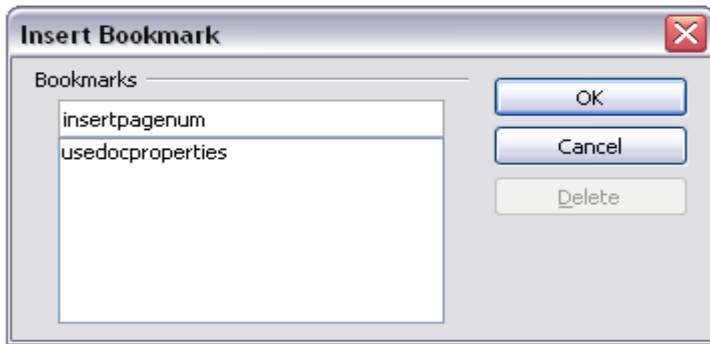 Insert Bookmark
Bookmarks
insertpagenum
usedocproperties
OK
Cancel
Delete